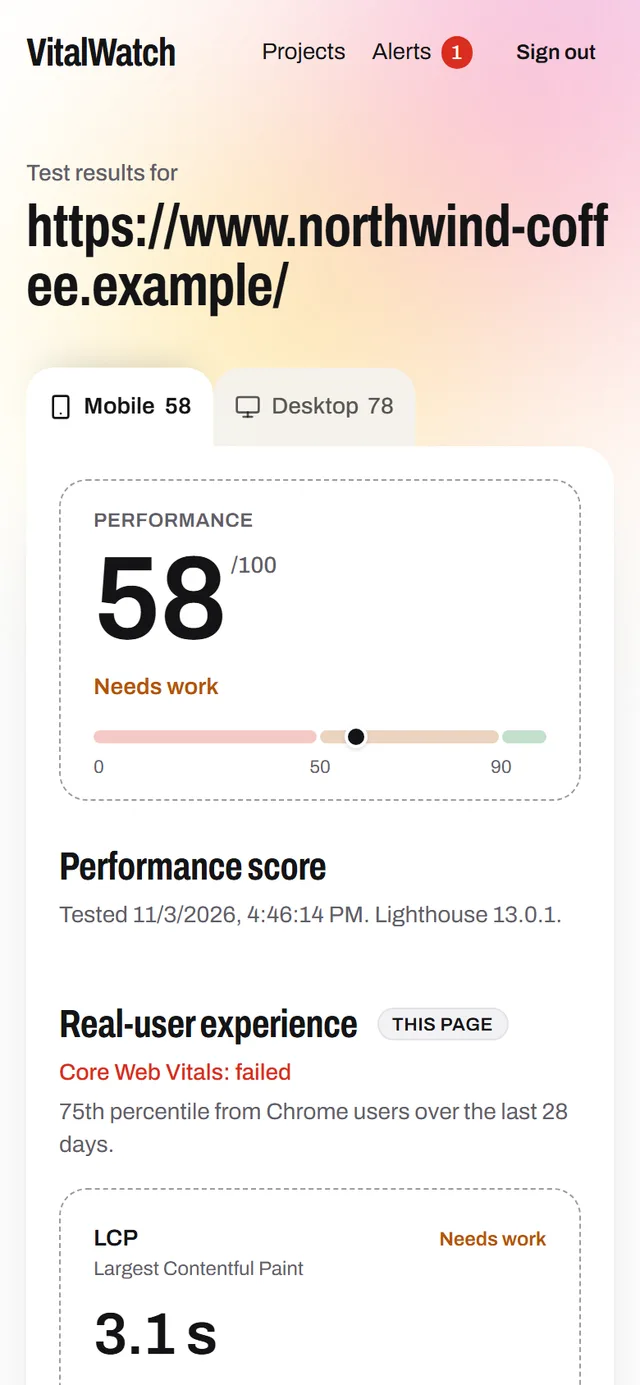 VitalWatch
Projects
Alerts 1
Sign out
Test results for
https://www.northwind-coff
ee.example/
Mobile 58
Desktop 78
PERFORMANCE
58 /100
Needs work
0 50 90
Performance score
Tested 11/3/2026, 4:46:14 PM. Lighthouse 13.0.1.
Real-user experience THIS PAGE
Core Web Vitals: failed
75th percentile from Chrome users over the last 28
days.
LCP Needs work
Largest Contentful Paint
3.1 s